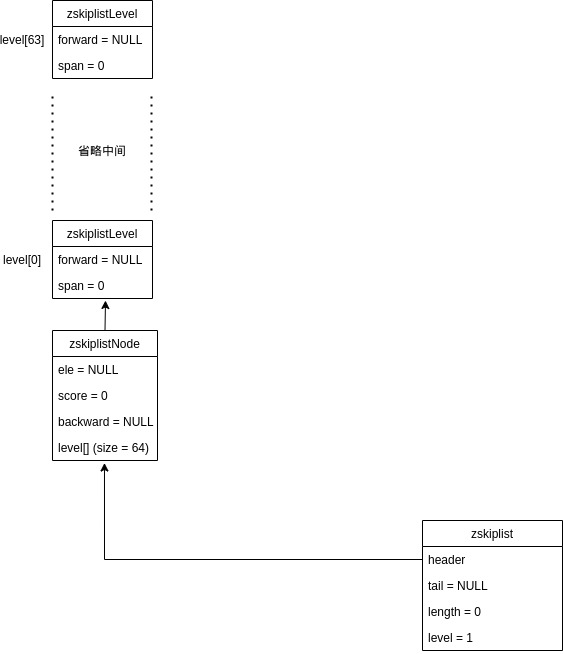 zskiplistLevel
level[63]
forward = NULL
span = 0
省略中间
zskiplistLevel
level[0]
forward = NULL
span = 0
zskiplistNode
ele = NULL
score = 0
backward = NULL
level[] (size = 64)
zskiplist
header
tail = NULL
length = 0
level = 1